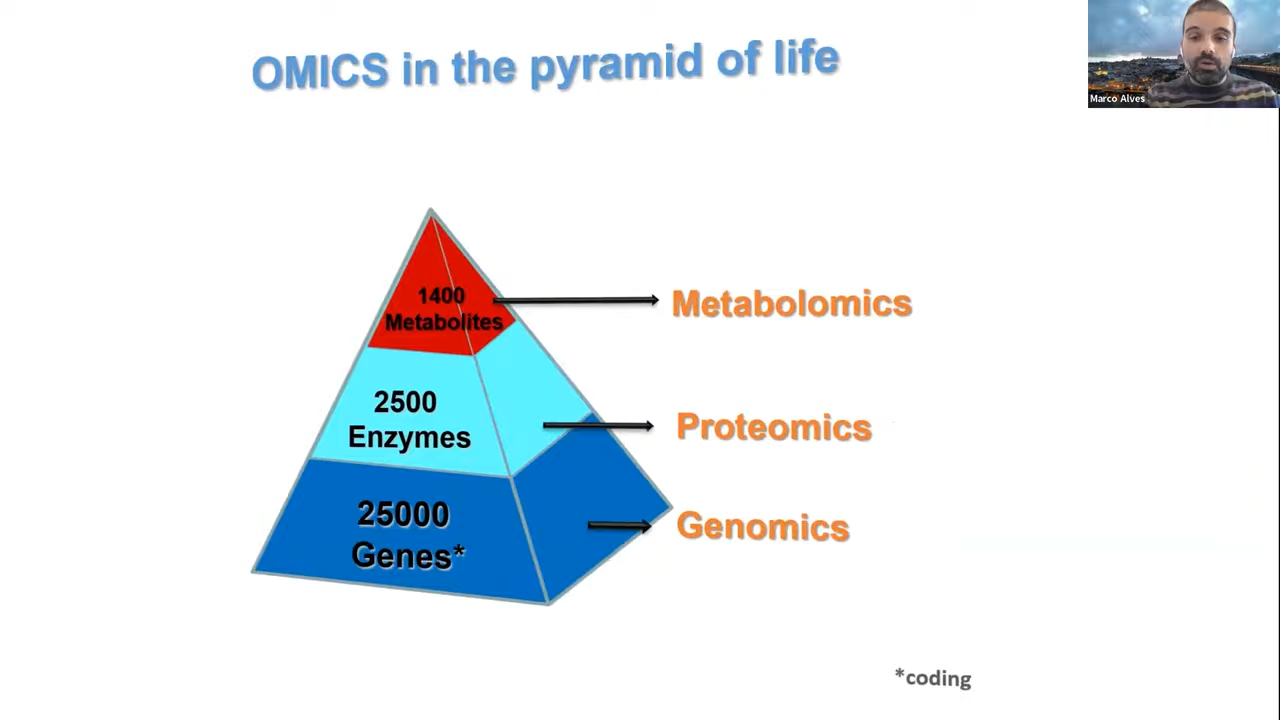 OMICS in the pyramid of life
Marco Alves
1400
Metabolites
Metabolomics
2500
Enzymes
Proteomics
25000
Genes*
Genomics
*coding